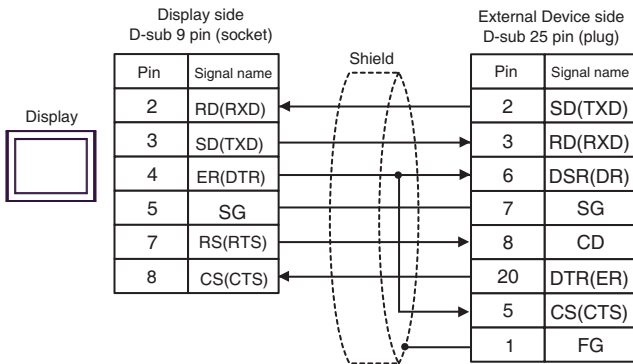 Display side
D-sub 9 pin (socket)
External Device side
D-sub 25 pin (plug)
Shield
Display
Pin Signal name
2 RD(RXD)
3 SD(TXD)
4 ER(DTR)
5 SG
7 RS(RTS)
8 CS(CTS)
Pin Signal name
2 SD(TXD)
3 RD(RXD)
6 DSR(DR)
7 SG
8 CD
20 DTR(ER)
5 CS(CTS)
1 FG